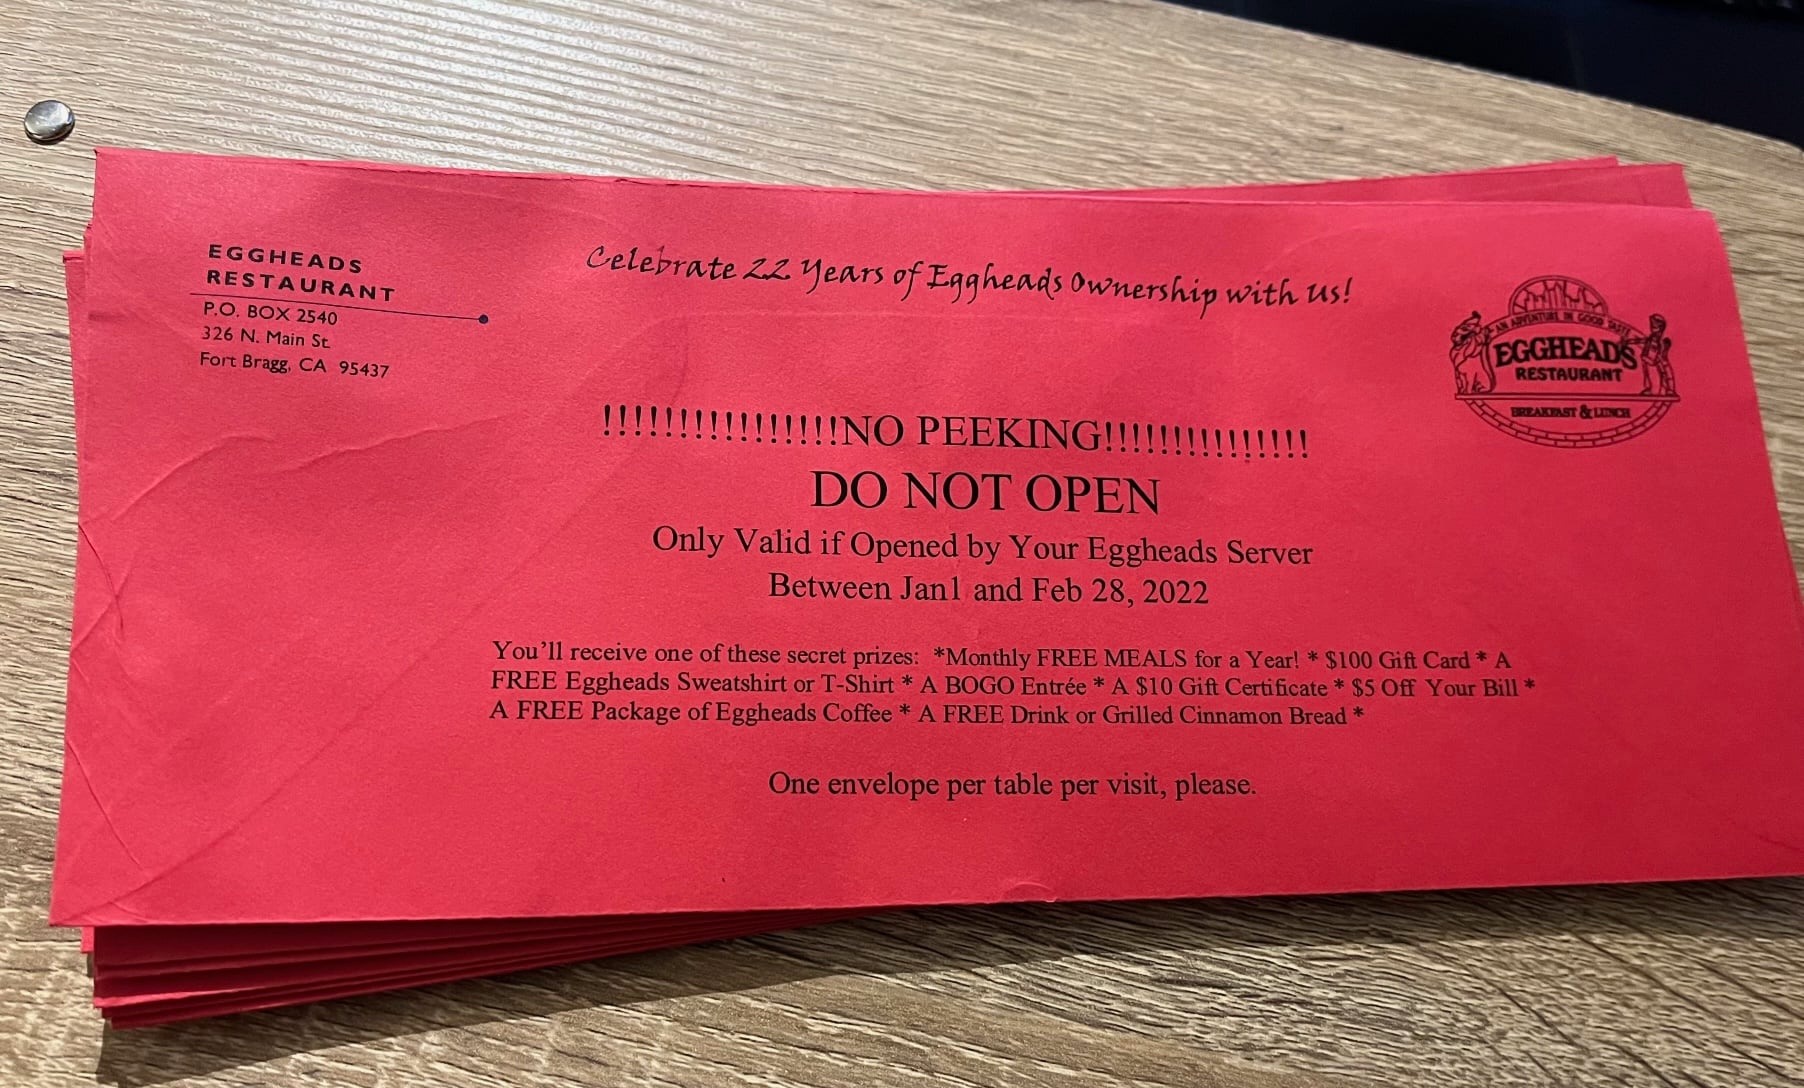 EGGHEADS
RESTAURANT
P.O. BOX 2540
326 N. Main St.
Fort Bragg, CA 95437
Celebrate 22 Years of Eggheads Ownership with Us!
AN ADVENTURE IN GOOD TASTE
EGGHEADS
RESTAURANT
BREAKFAST & LUNCH
!!!!!!!!!!!!!!!!NO PEEKING!!!!!!!!!!!!!!!!
DO NOT OPEN
Only Valid if Opened by Your Eggheads Server
Between Jan1 and Feb 28, 2022
You’ll receive one of these secret prizes: *Monthly FREE MEALS for a Year! * $100 Gift Card * A
FREE Eggheads Sweatshirt or T-Shirt * A BOGO Entrée * A $10 Gift Certificate * $5 Off Your Bill *
A FREE Package of Eggheads Coffee * A FREE Drink or Grilled Cinnamon Bread *
One envelope per table per visit, please.